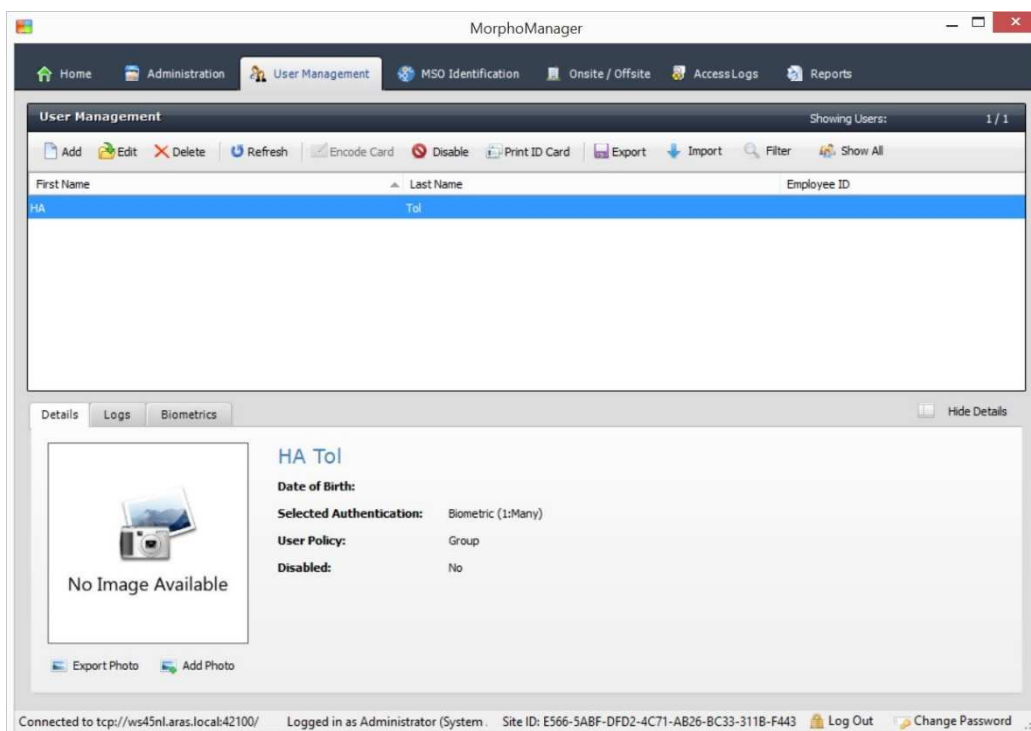 MorphoManager
Home Administration User Management MSO Identification Onsite / Offsite Access Logs Reports
User Management Showing Users: 1 / 1
Add Edit Delete Refresh Encode Card Disable Print ID Card Export Import Filter Show All
First Name Last Name Employee ID
HA Tol
Details Logs Biometrics Hide Details
HA Tol
Date of Birth:
Selected Authentication: Biometric (1:Many)
User Policy: Group
Disabled: No
No Image Available
Export Photo Add Photo
Connected to tcp://ws45nl.aras.local:42100/ Logged in as Administrator (System . Site ID: E566-5ABF-DFD2-4C71-AB26-BC33-311B-F443 Log Out Change Password